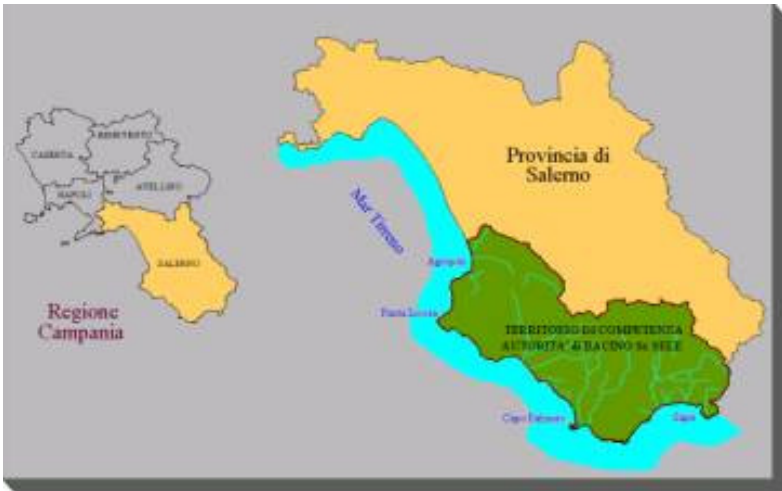 BENEVENTO
CASERTA
NAPOLI
AVELLINO
SALERNO
Regione
Campania
Provincia di
Salerno
Mar Tirreno
Agropoli
Punta Licosa
TERRITORIO DI COMPETENZA
AUTORITA' di BACINO Sx SELE
Capo Palinuro
Sapri